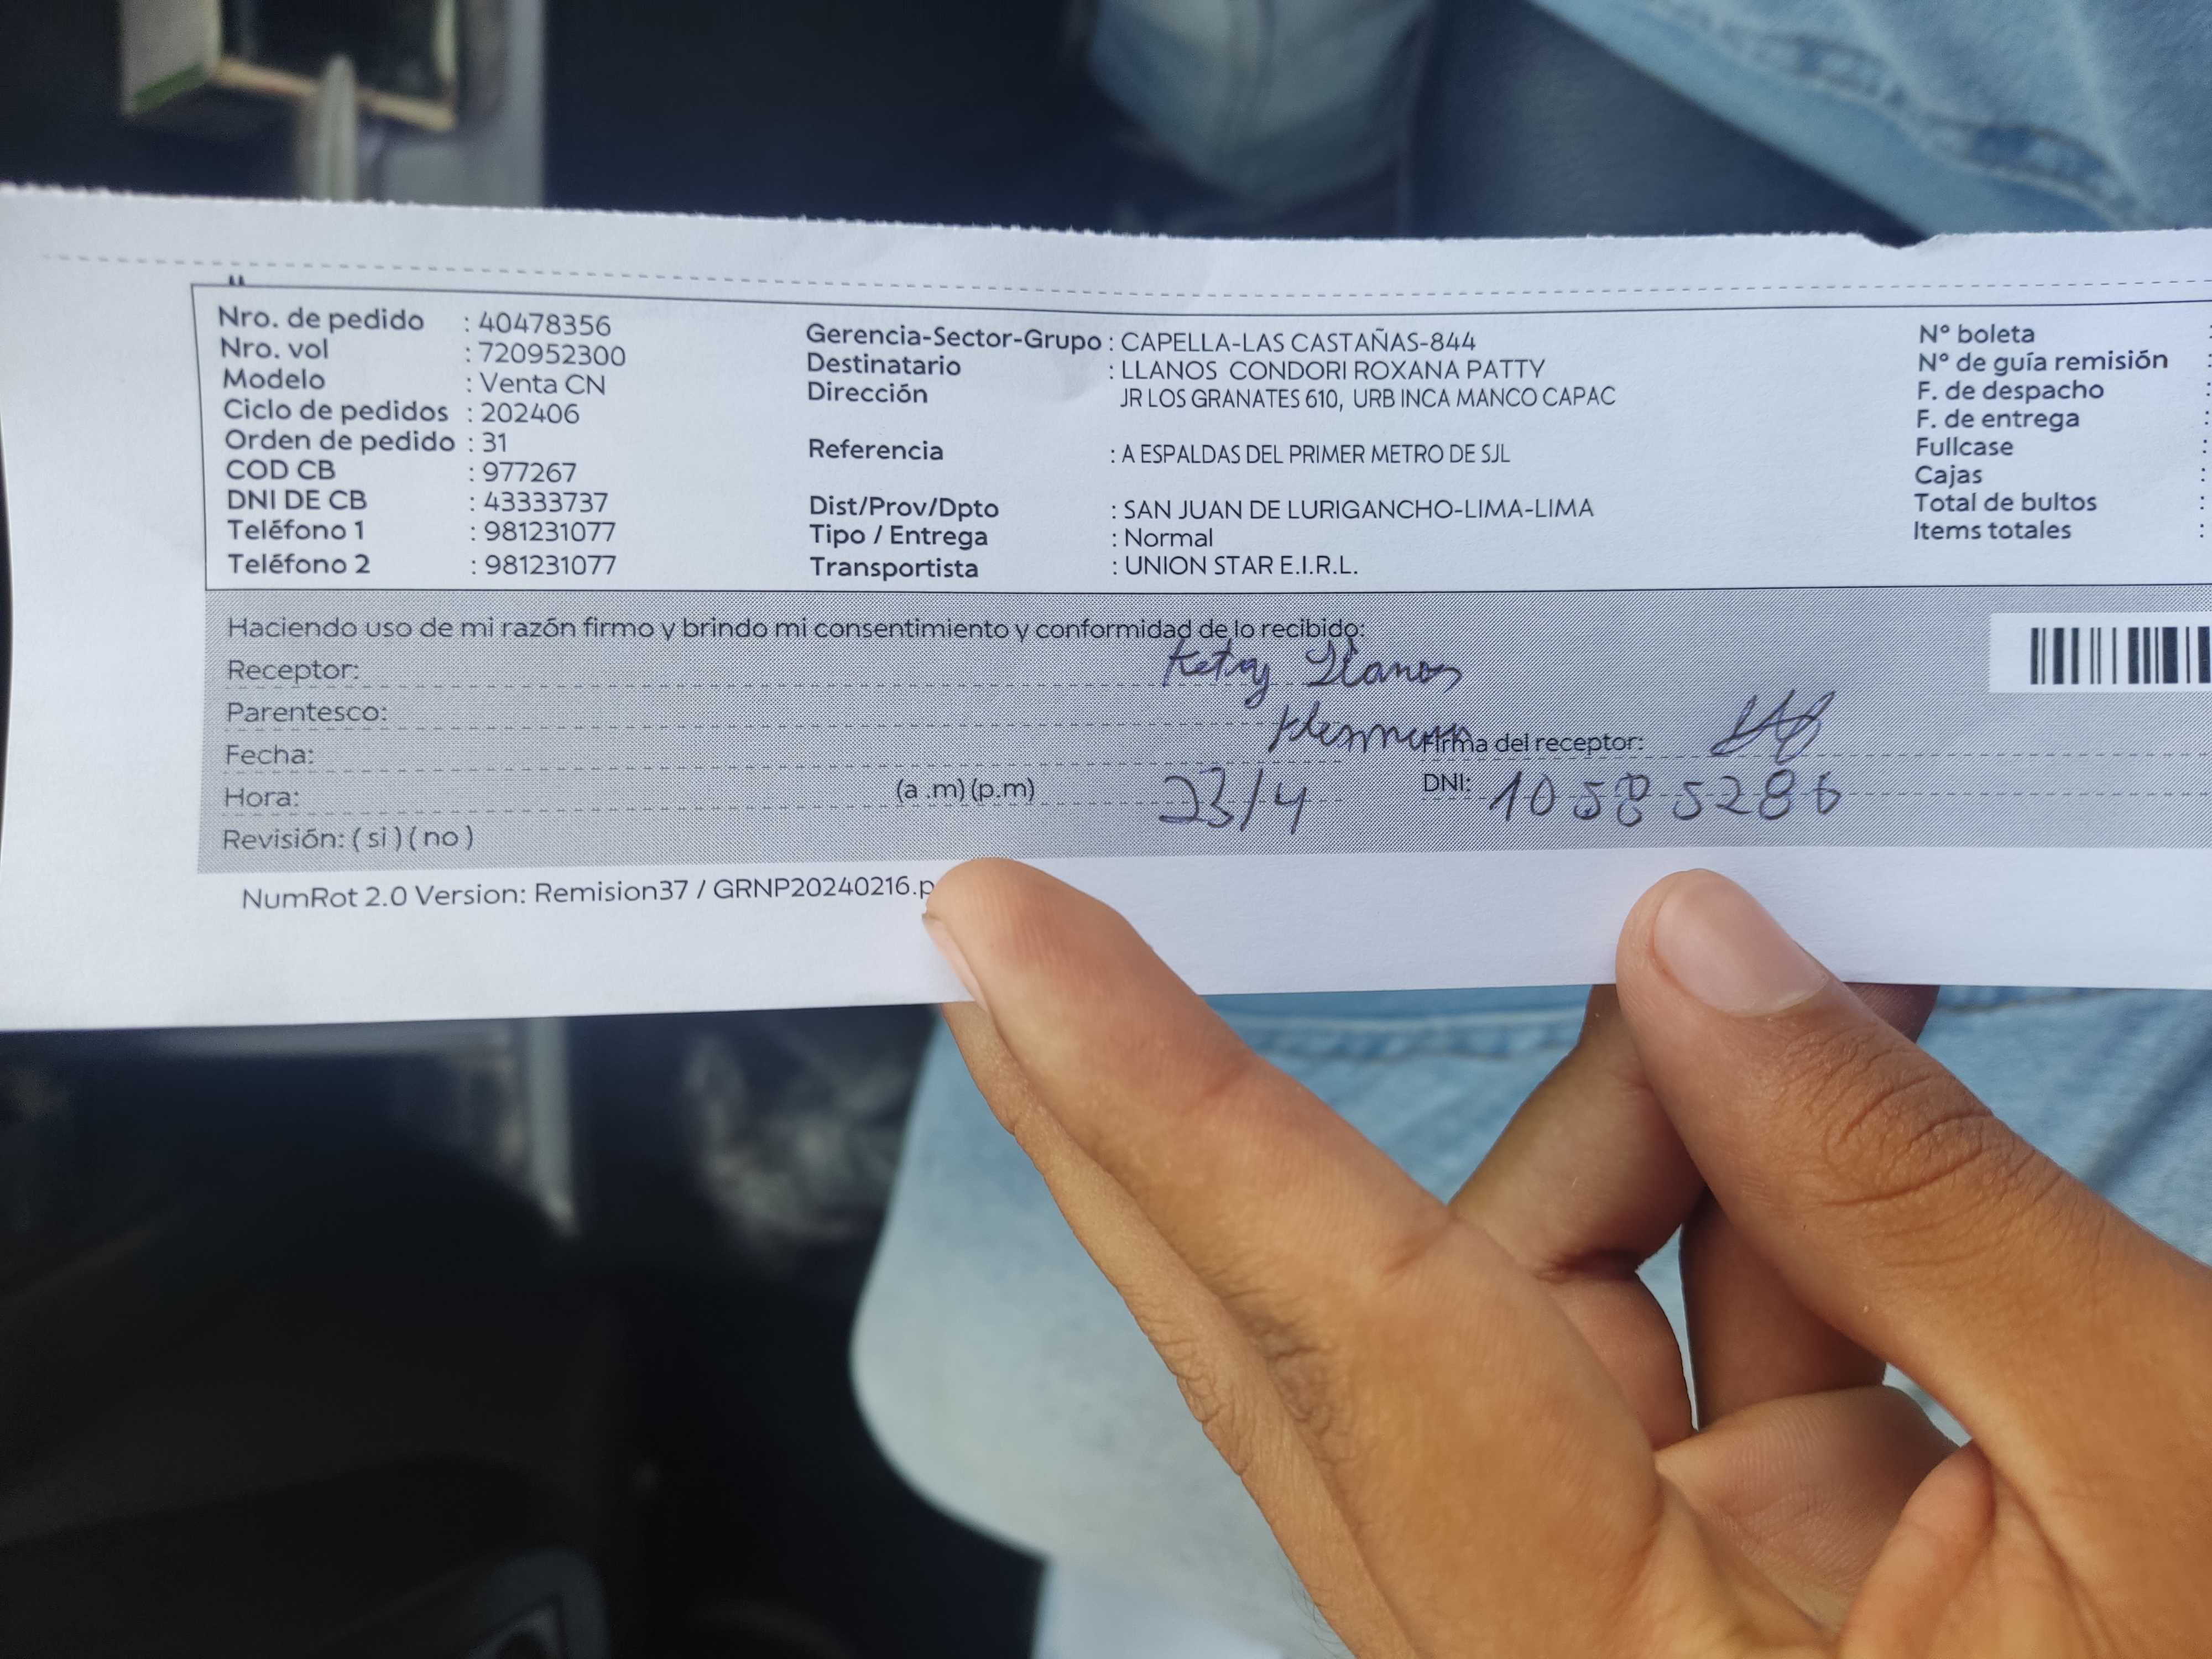 Nro. de pedido : 40478356
Nro. vol : 720952300
Modelo : Venta CN
Ciclo de pedidos : 202406
Orden de pedido : 31
COD CB : 977267
DNI DE CB : 43333737
Teléfono 1 : 981231077
Teléfono 2 : 981231077
Gerencia-Sector-Grupo : CAPELLA-LAS CASTAÑAS-844
Destinatario : LLANOS CONDORI ROXANA PATTY
Dirección JR LOS GRANATES 610, URB INCA MANCO CAPAC
Referencia : A ESPALDAS DEL PRIMER METRO DE SJL
Dist/Prov/Dpto : SAN JUAN DE LURIGANCHO-LIMA-LIMA
Tipo / Entrega : Normal
Transportista : UNION STAR E.I.R.L.
N° boleta :
N° de guía remisión :
F. de despacho :
F. de entrega :
Fullcase :
Cajas :
Total de bultos :
Items totales :
Haciendo uso de mi razón firmo y brindo mi consentimiento y conformidad de lo recibido:
Receptor: Llanos
Parentesco:
Firma del receptor:
Fecha: 23/4
Hora: (a .m) (p.m)
DNI: 10585286
Revisión: ( si ) ( no )
NumRot 2.0 Version: Remision37 / GRNP20240216.p